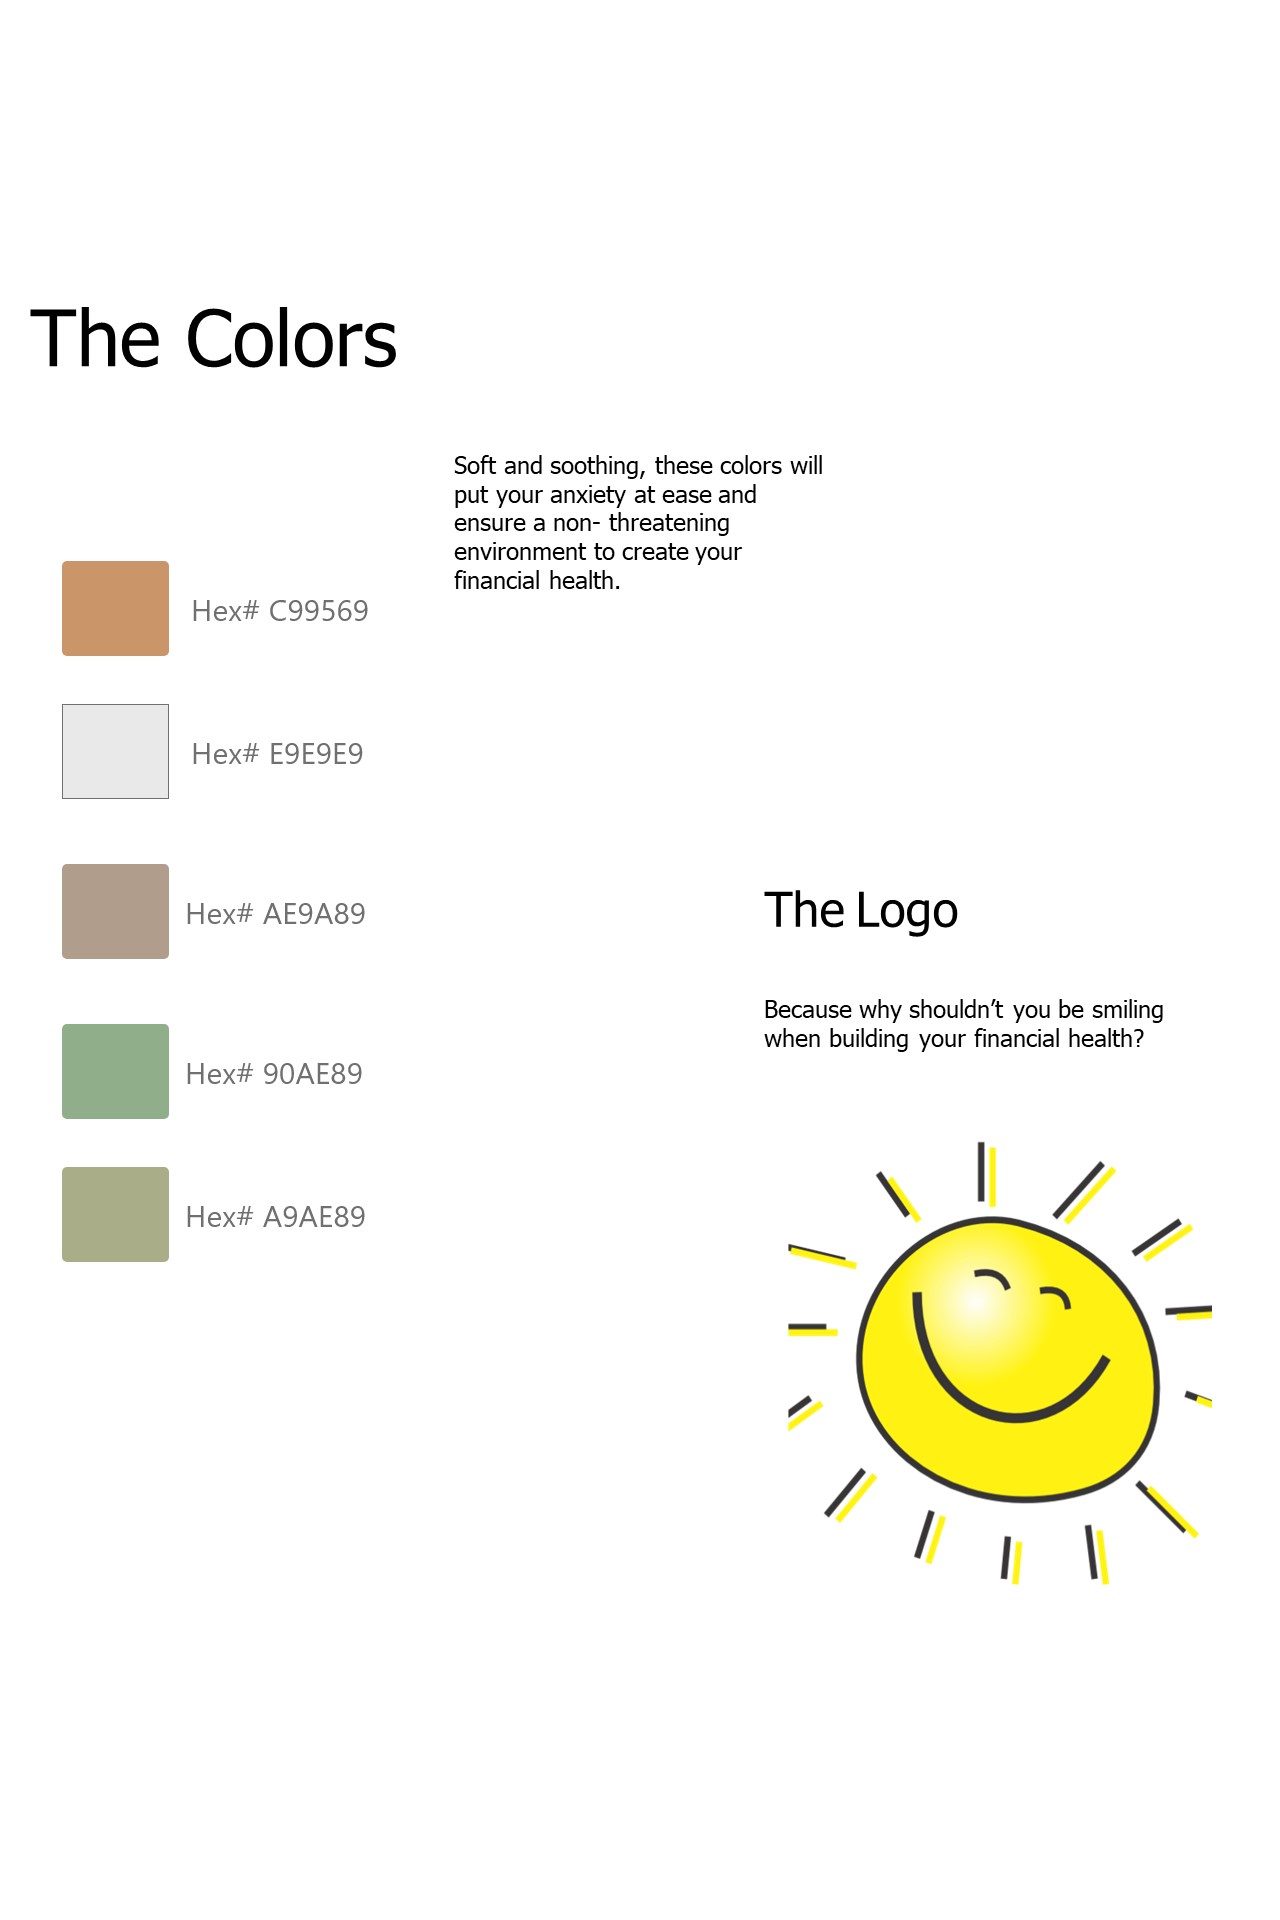 The Colors
Soft and soothing, these colors will
put your anxiety at ease and
ensure a non- threatening
environment to create your
financial health.
Hex# C99569
Hex# E9E9E9
Hex# AE9A89
Hex# 90AE89
Hex# A9AE89
The Logo
Because why shouldn’t you be smiling
when building your financial health?